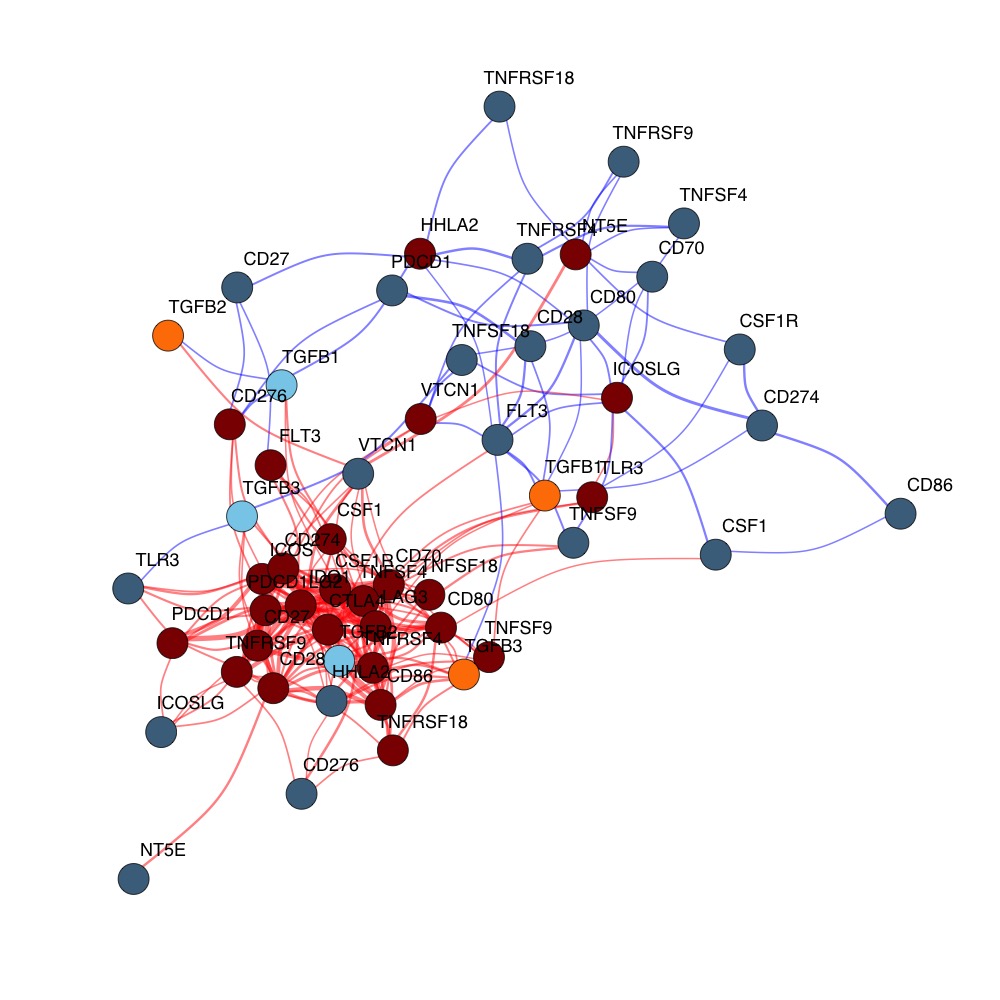 TNFRSF18
TNFRSF9
TNFSF4
HHLA2
TNFRSF4
NT5E
CD70
CD27
PDCD1
CD80
TGFB2
CD28
CSF1R
TNFSF18
TGFB1
ICOSLG
CD276
VTCN1
CD274
FLT3
FLT3
VTCN1
TGFB1
TLR3
TGFB3
CD86
CSF1
TNFSF9
CSF1
CD274
ICOS
TLR3
CSF1R
CD70
TNFSF18
IDO1
TNFSF4
PDCD1LG2
CTLA4
LAG3
CD80
PDCD1
CD27
TNFSF9
TGFB2
TNFRSF9
TNFRSF4
TGFB3
CD28
HHLA2
CD86
ICOSLG
TNFRSF18
CD276
NT5E